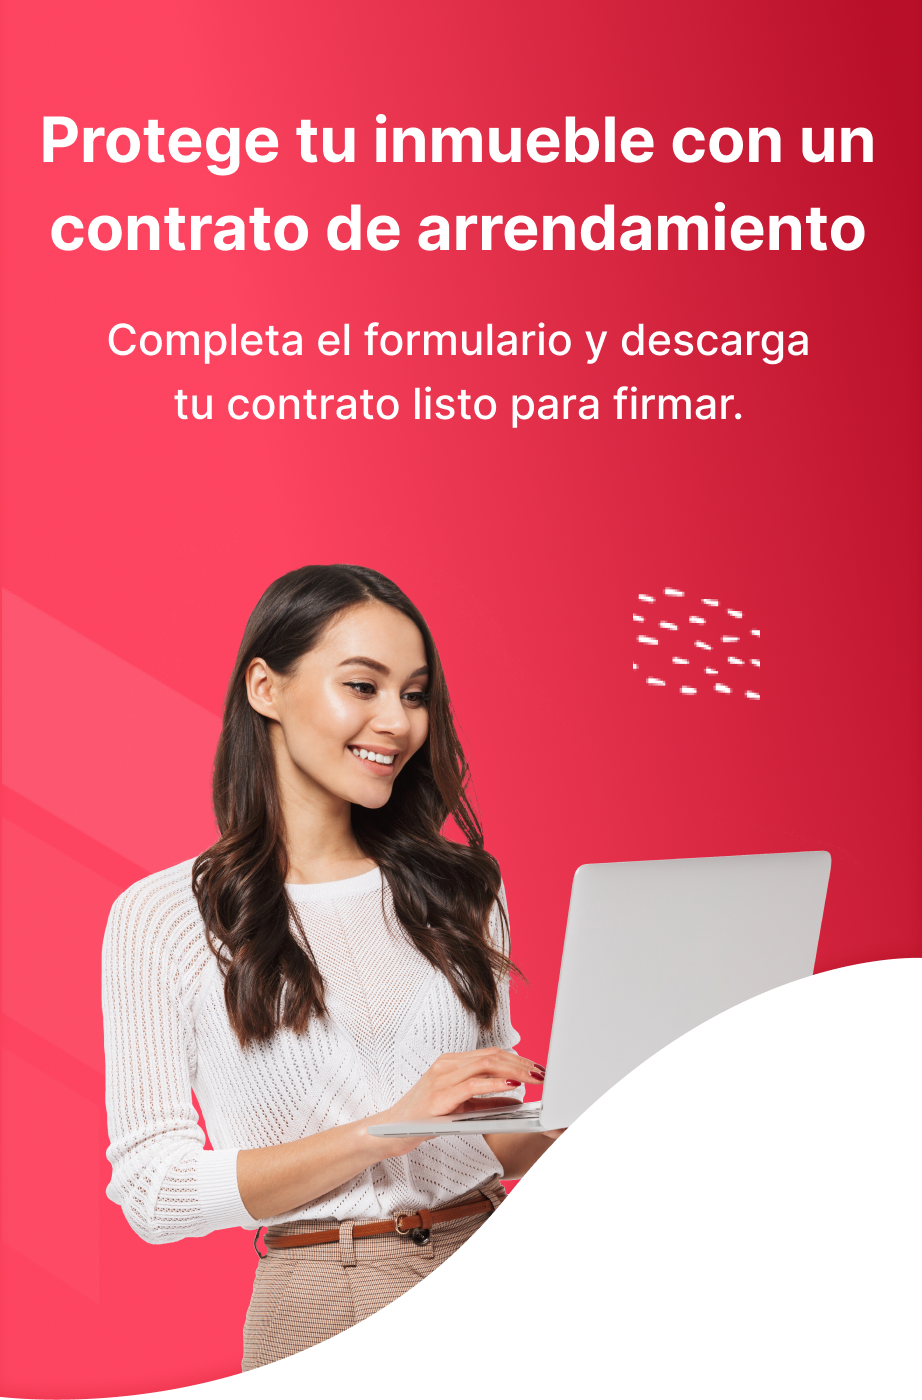 Protege tu inmueble con un
contrato de arrendamiento
Completa el formulario y descarga
tu contrato listo para firmar.